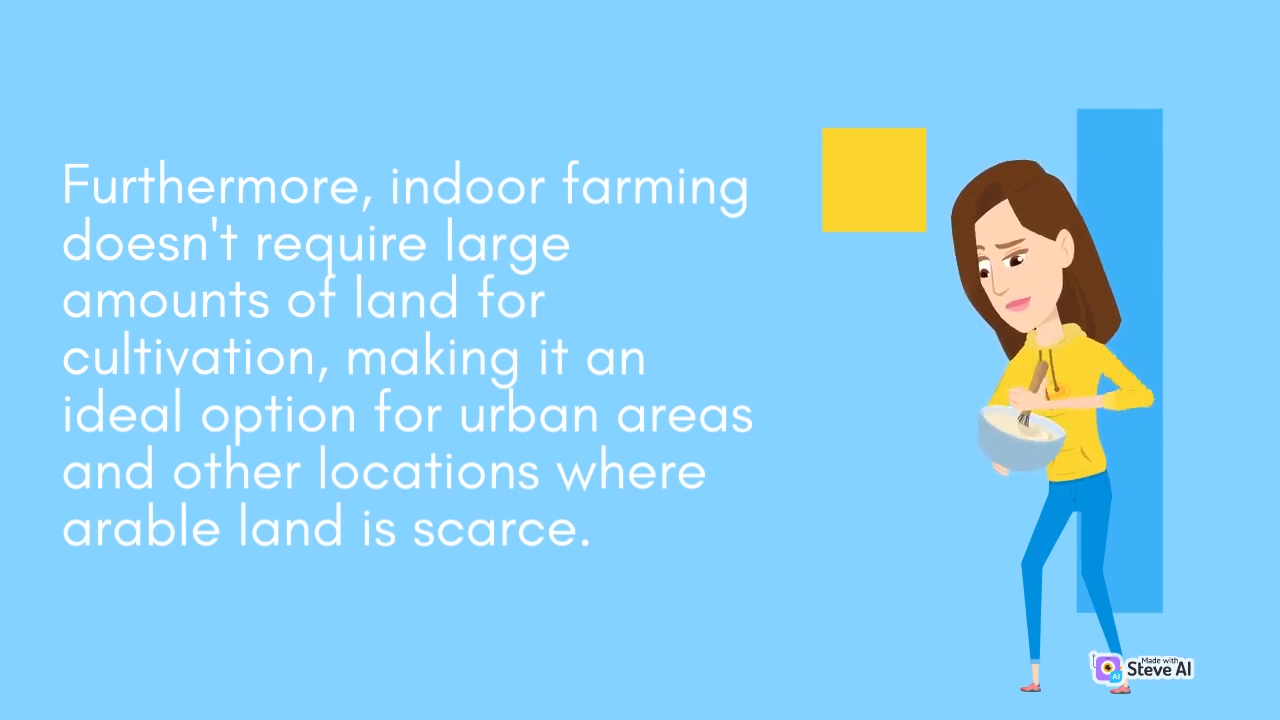 Furthermore, indoor farming
doesn't require large
amounts of land for
cultivation, making it an
ideal option for urban areas
and other locations where
arable land is scarce.
Made with
Steve AI
AI